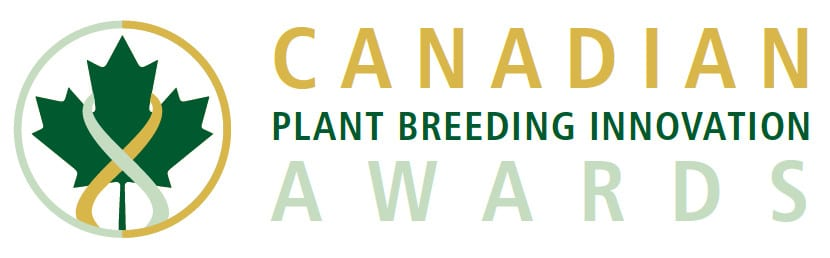 CANADIAN
PLANT BREEDING INNOVATION
AWARDS